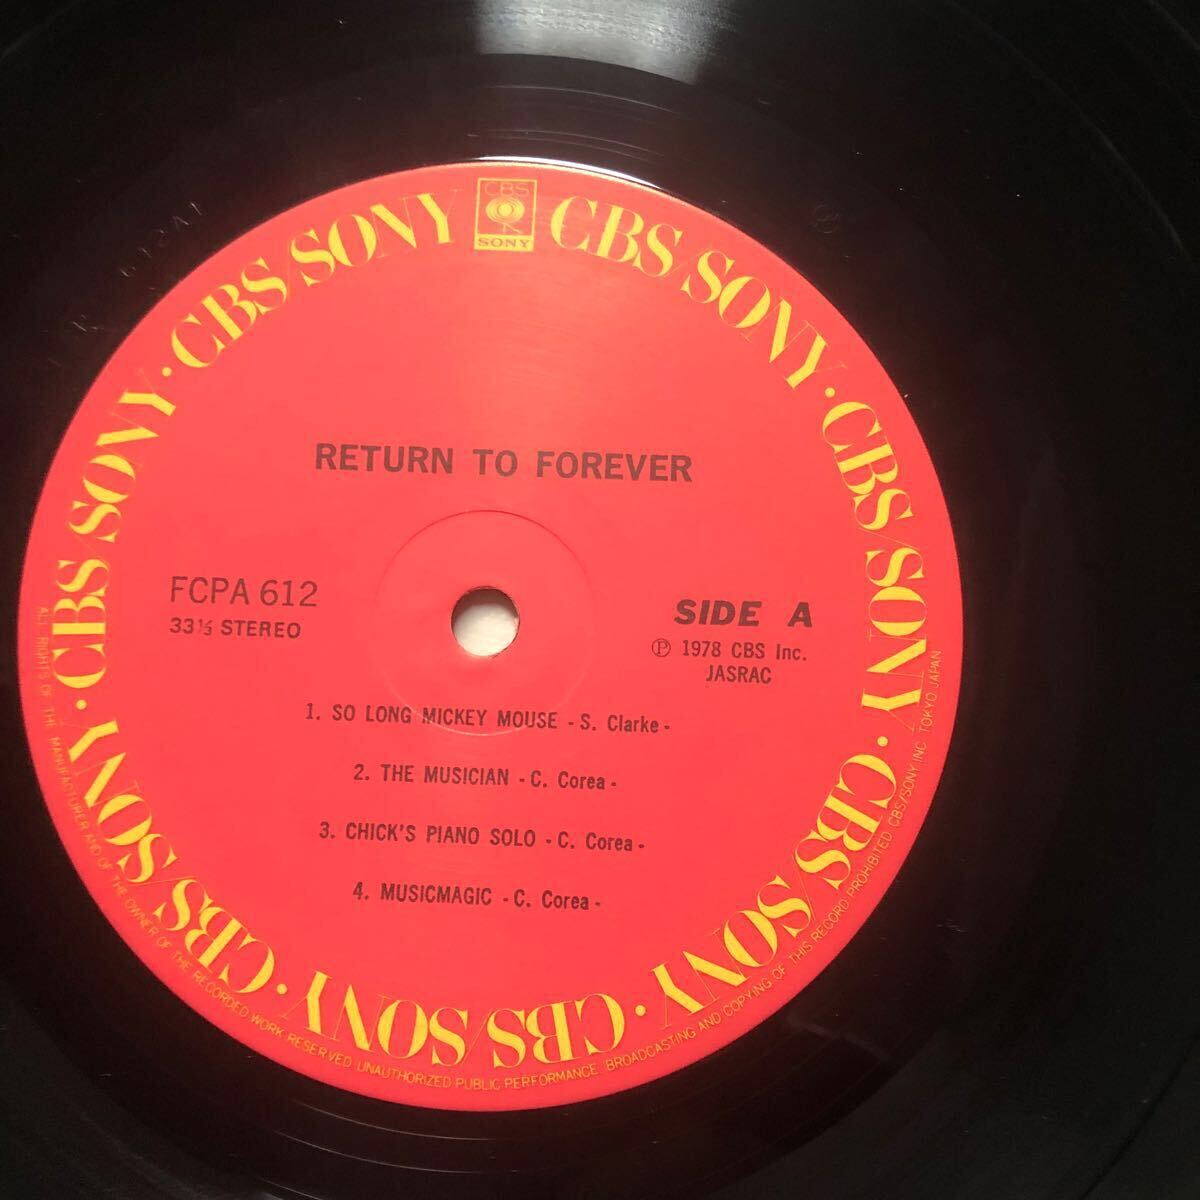 CBS
SONY
CBS/SONY · CBS/SONY · CBS/SONY · CBS/SONY · CBS/SONY · CBS/SONY · CBS/SONY
RETURN TO FOREVER
FCPA 612
33⅓ STEREO
SIDE A
Ⓟ 1978 CBS Inc.
JASRAC
1. SO LONG MICKEY MOUSE - S. Clarke -
2. THE MUSICIAN - C. Corea -
3. CHICK'S PIANO SOLO - C. Corea -
4. MUSICMAGIC - C. Corea -
ALL RIGHTS OF THE MANUFACTURER AND OF THE OWNER OF THE RECORDED WORK RESERVED UNAUTHORIZED PUBLIC PERFORMANCE BROADCASTING AND COPYING OF THIS RECORD PROHIBITED CBS/SONY INC TOKYO JAPAN